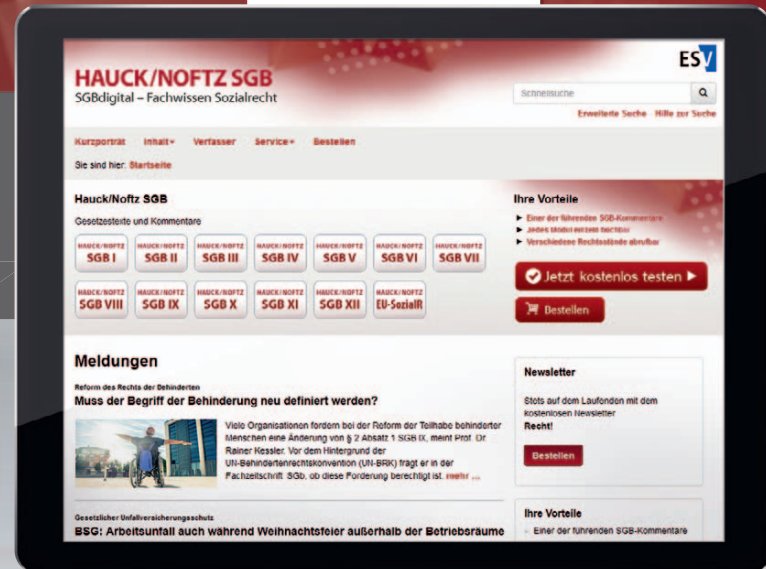 HAUCK/NOFTZ SGB
SGBdigital – Fachwissen Sozialrecht
ESV
Schnellsuche
Erweiterte Suche Hilfe zur Suche
Kurzporträt Inhalt Verfasser Service Bestellen
Sie sind hier: Startseite
Hauck/Noftz SGB
Gesetzestexte und Kommentare
HAUCK/NOFTZ SGB I
HAUCK/NOFTZ SGB II
HAUCK/NOFTZ SGB III
HAUCK/NOFTZ SGB IV
HAUCK/NOFTZ SGB V
HAUCK/NOFTZ SGB VI
HAUCK/NOFTZ SGB VII
HAUCK/NOFTZ SGB VIII
HAUCK/NOFTZ SGB IX
HAUCK/NOFTZ SGB X
HAUCK/NOFTZ SGB XI
HAUCK/NOFTZ SGB XII
HAUCK/NOFTZ EU-SozialR
Ihre Vorteile
Einer der führenden SGB-Kommentare
Jedes Modul einzeln buchbar
Verschiedene Rechtsstände abrufbar
Jetzt kostenlos testen
Bestellen
Meldungen
Reform des Rechts der Behinderten
Muss der Begriff der Behinderung neu definiert werden?
Viele Organisationen fordern bei der Reform der Teilhabe behinderter
Menschen eine Änderung von § 2 Absatz 1 SGB IX, meint Prof. Dr.
Rainer Kessler. Vor dem Hintergrund der
UN-Behindertenrechtskonvention (UN-BRK) fragt er in der
Fachzeitschrift SGb, ob diese Forderung berechtigt ist. mehr ...
Gesetzlicher Unfallversicherungsschutz
BSG: Arbeitsunfall auch während Weihnachtsfeier außerhalb der Betriebsräume
Newsletter
Stets auf dem Laufenden mit dem
kostenlosen Newsletter
Recht!
Bestellen
Ihre Vorteile
Einer der führenden SGB-Kommentare